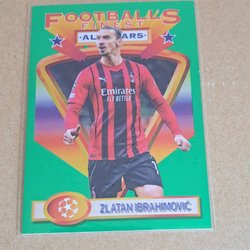 FOOTBALL'S
FINEST
ALL STARS
Emirates
FLY BETTER
ZLATAN IBRAHIMOVIĆ